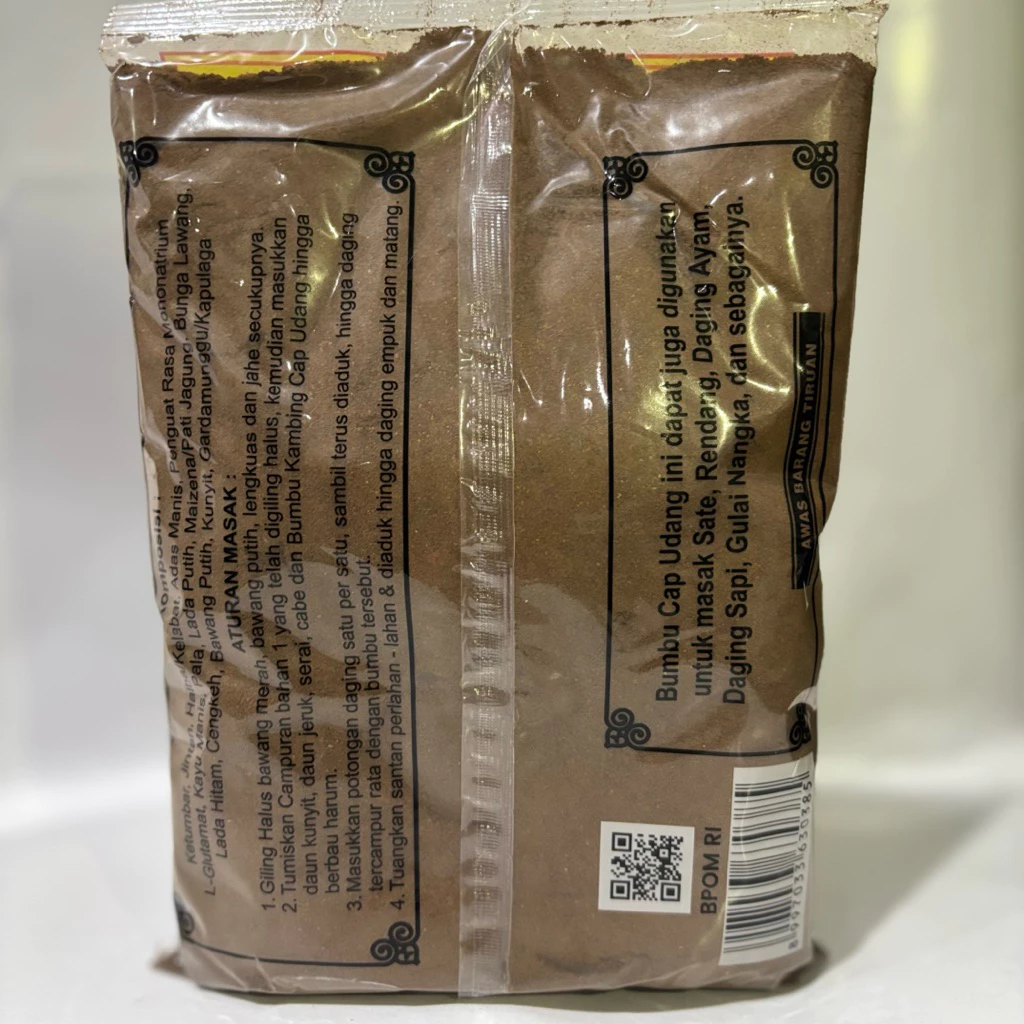 Komposisi :
Ketumbar, Jinten, /Kelabat, Adas Manis, Penguat Rasa Mononatrium
L-Glutamat, Kayu Manis, Pala, Lada Putih, Maizena/Pati Jagung, Bunga Lawang,
Lada Hitam, Cengkeh, Bawang Putih, Kunyit, Gardamunggu/Kapulaga
ATURAN MASAK :
1. Giling Halus bawang merah, bawang putih, lengkuas dan jahe secukupnya.
2. Tumiskan Campuran bahan 1 yang telah digiling halus, kemudian masukkan
daun kunyit, daun jeruk, serai, cabe dan Bumbu Kambing Cap Udang hingga
berbau harum.
3. Masukkan potongan daging satu per satu, sambil terus diaduk, hingga daging
tercampur rata dengan bumbu tersebut.
4. Tuangkan santan perlahan - lahan & diaduk hingga daging empuk dan matang.
Bumbu Cap Udang ini dapat juga digunakan
untuk masak Sate, Rendang, Daging Ayam,
Daging Sapi, Gulai Nangka, dan sebagainya.
AWAS BARANG TIRUAN
BPOM RI
8 997033 630385